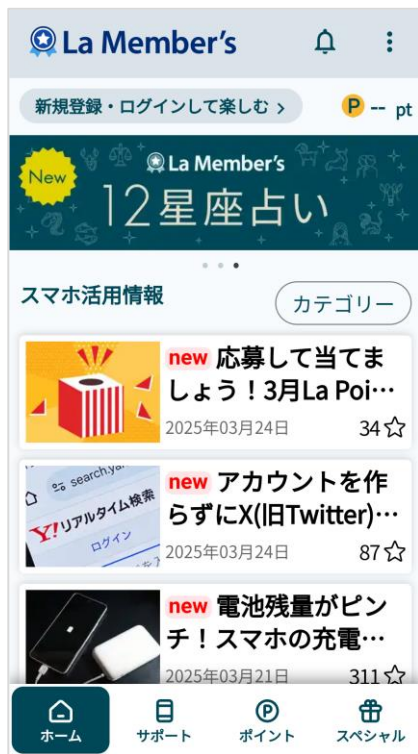 La Member's
新規登録・ログインして楽しむ >
P -- pt
New
La Member's
12星座占い
スマホ活用情報
カテゴリー
new 応募して当てま
しょう！3月La Poi…
2025年03月24日
34☆
search.ya
Y!リアルタイム検索
ログイン
new アカウントを作
らずにX(旧Twitter)…
2025年03月24日
87☆
new 電池残量がピン
チ！スマホの充電…
2025年03月21日
311☆
ホーム
サポート
P
ポイント
スペシャル